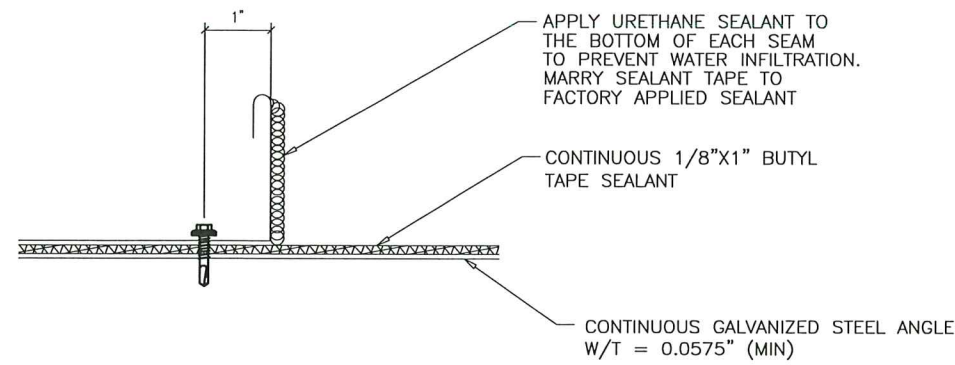 1"
APPLY URETHANE SEALANT TO
THE BOTTOM OF EACH SEAM
TO PREVENT WATER INFILTRATION.
MARRY SEALANT TAPE TO
FACTORY APPLIED SEALANT
CONTINUOUS 1/8"X1" BUTYL
TAPE SEALANT
CONTINUOUS GALVANIZED STEEL ANGLE
W/T = 0.0575" (MIN)